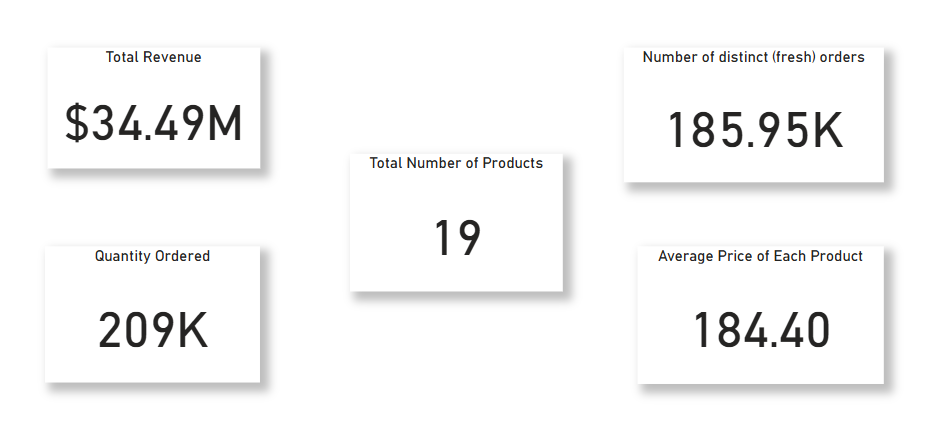 Total Revenue
$34.49M
Number of distinct (fresh) orders
185.95K
Total Number of Products
19
Quantity Ordered
209K
Average Price of Each Product
184.40